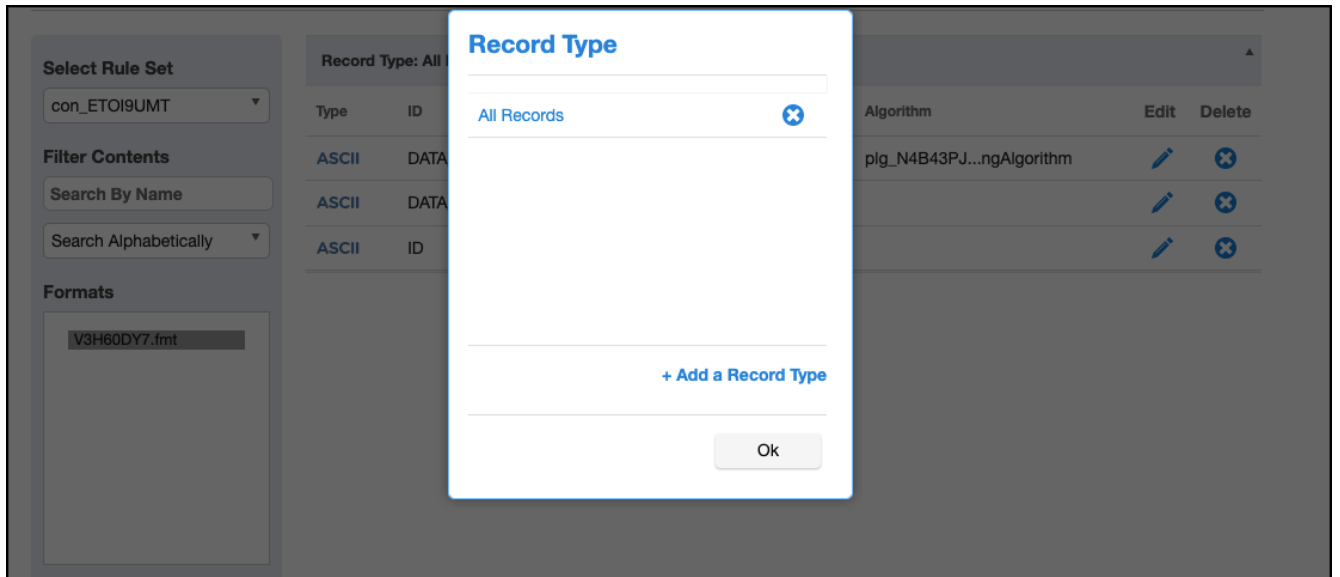 Record Type
All Records
+ Add a Record Type
Ok
Select Rule Set
con_ETOI9UMT
Filter Contents
Search By Name
Search Alphabetically
Formats
V3H60DY7.fmt
Record Type: All
Type ID Algorithm Edit Delete
ASCII DATA plg_N4B43PJ...ngAlgorithm
ASCII DATA
ASCII ID